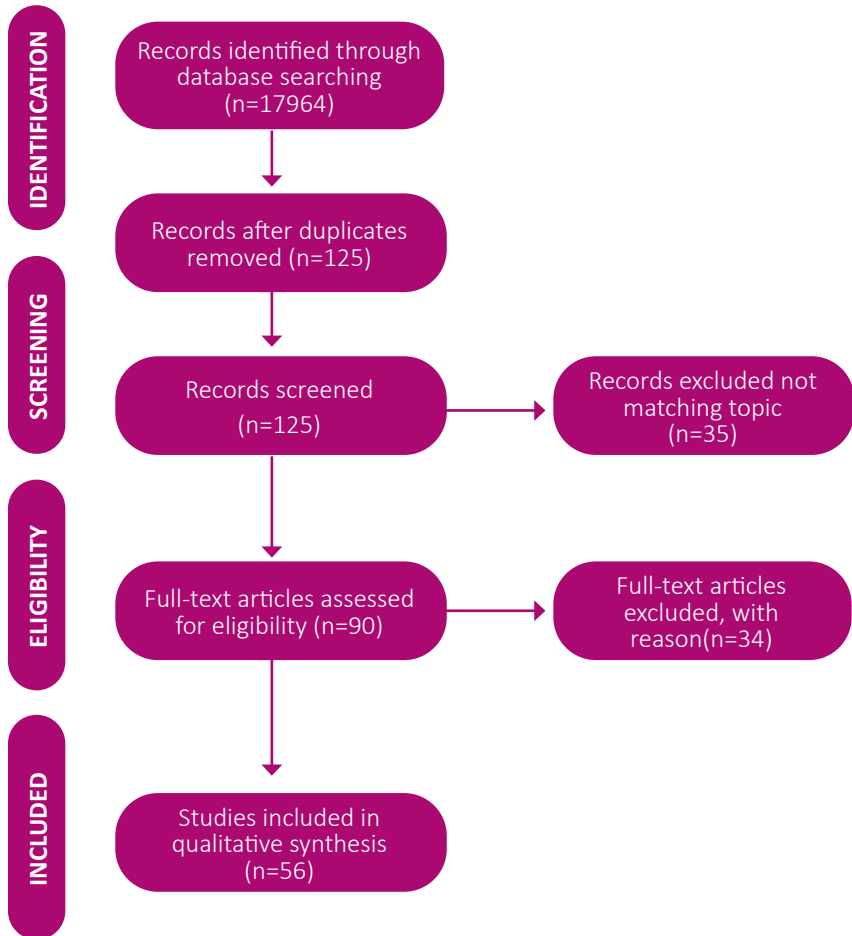 IDENTIFICATION
Records identified through
database searching
(n=17964)
Records after duplicates
removed (n=125)
SCREENING
Records screened
(n=125)
Records excluded not
matching topic
(n=35)
ELIGIBILITY
Full-text articles assessed
for eligibility (n=90)
Full-text articles
excluded, with
reason(n=34)
INCLUDED
Studies included in
qualitative synthesis
(n=56)